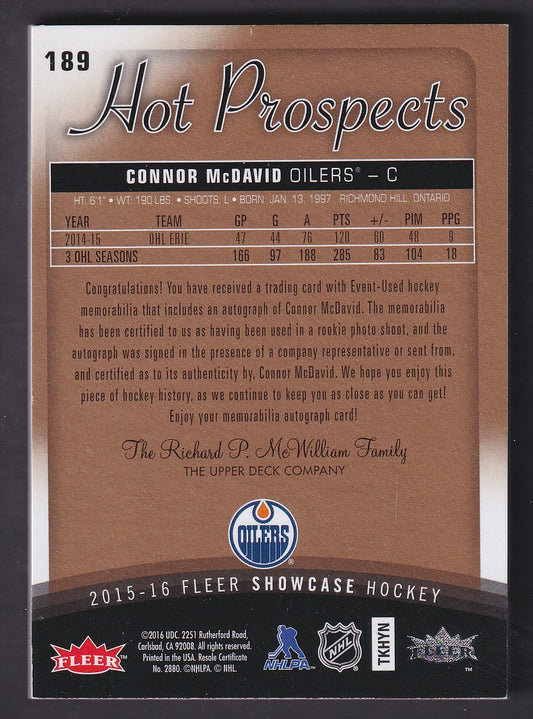 189
Hot Prospects
CONNOR McDAVID OILERS® – C
HT: 6'1" • WT: 190 LBS • SHOOTS: L • BORN: JAN. 13, 1997 RICHMOND HILL, ONTARIO
YEAR TEAM GP G A PTS +/- PIM PPG
2014-15 OHL ERIE 47 44 76 120 60 48 9
3 OHL SEASONS 166 97 188 285 83 104 18
Congratulations! You have received a trading card with Event-Used hockey
memorabilia that includes an autograph of Connor McDavid. The memorabilia
has been certified to us as having been used in a rookie photo shoot, and the
autograph was signed in the presence of a company representative or sent from,
and certified as to its authenticity by, Connor McDavid. We hope you enjoy this
piece of hockey history, as we continue to keep you as close as you can get!
Enjoy your memorabilia autograph card!
The Richard P. McWilliam Family
THE UPPER DECK COMPANY
OILERS ®
2015-16 FLEER SHOWCASE HOCKEY
FLEER
©2016 UDC. 2251 Rutherford Road,
Carlsbad, CA 92008. All rights reserved.
Printed in the USA. Resale Certificate
No. 2880. ©NHLPA. © NHL.
NHLPA
NHL
TKHYN
FLEER
™